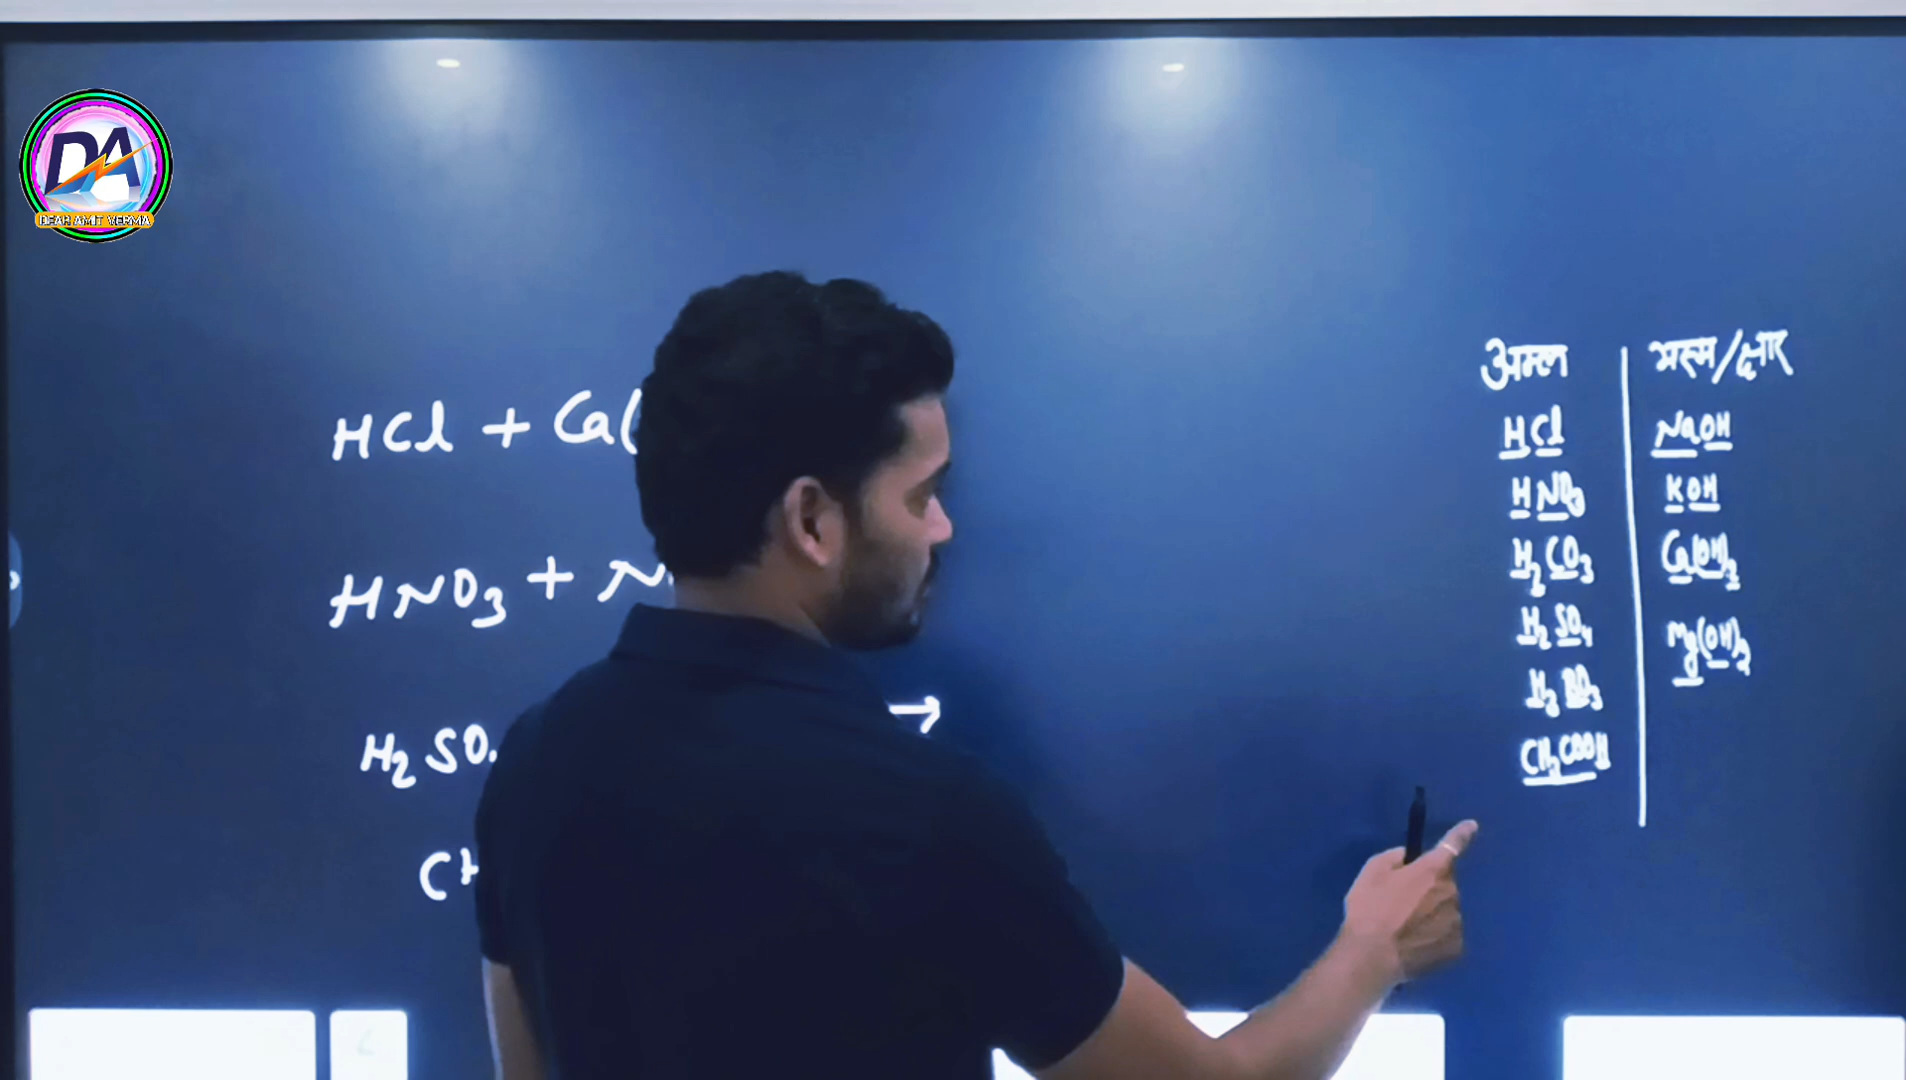 DA
DEAR AMIT VERMA
HCl + Ca(
HNO₃ + N
H₂SO
→
CH
अम्ल | भस्म/क्षार
HCl | NaOH
HNO₃ | KOH
H₂CO₃ | Ca(OH)₂
H₂SO₄ | Mg(OH)₂
H₃BO₃
CH₃COOH